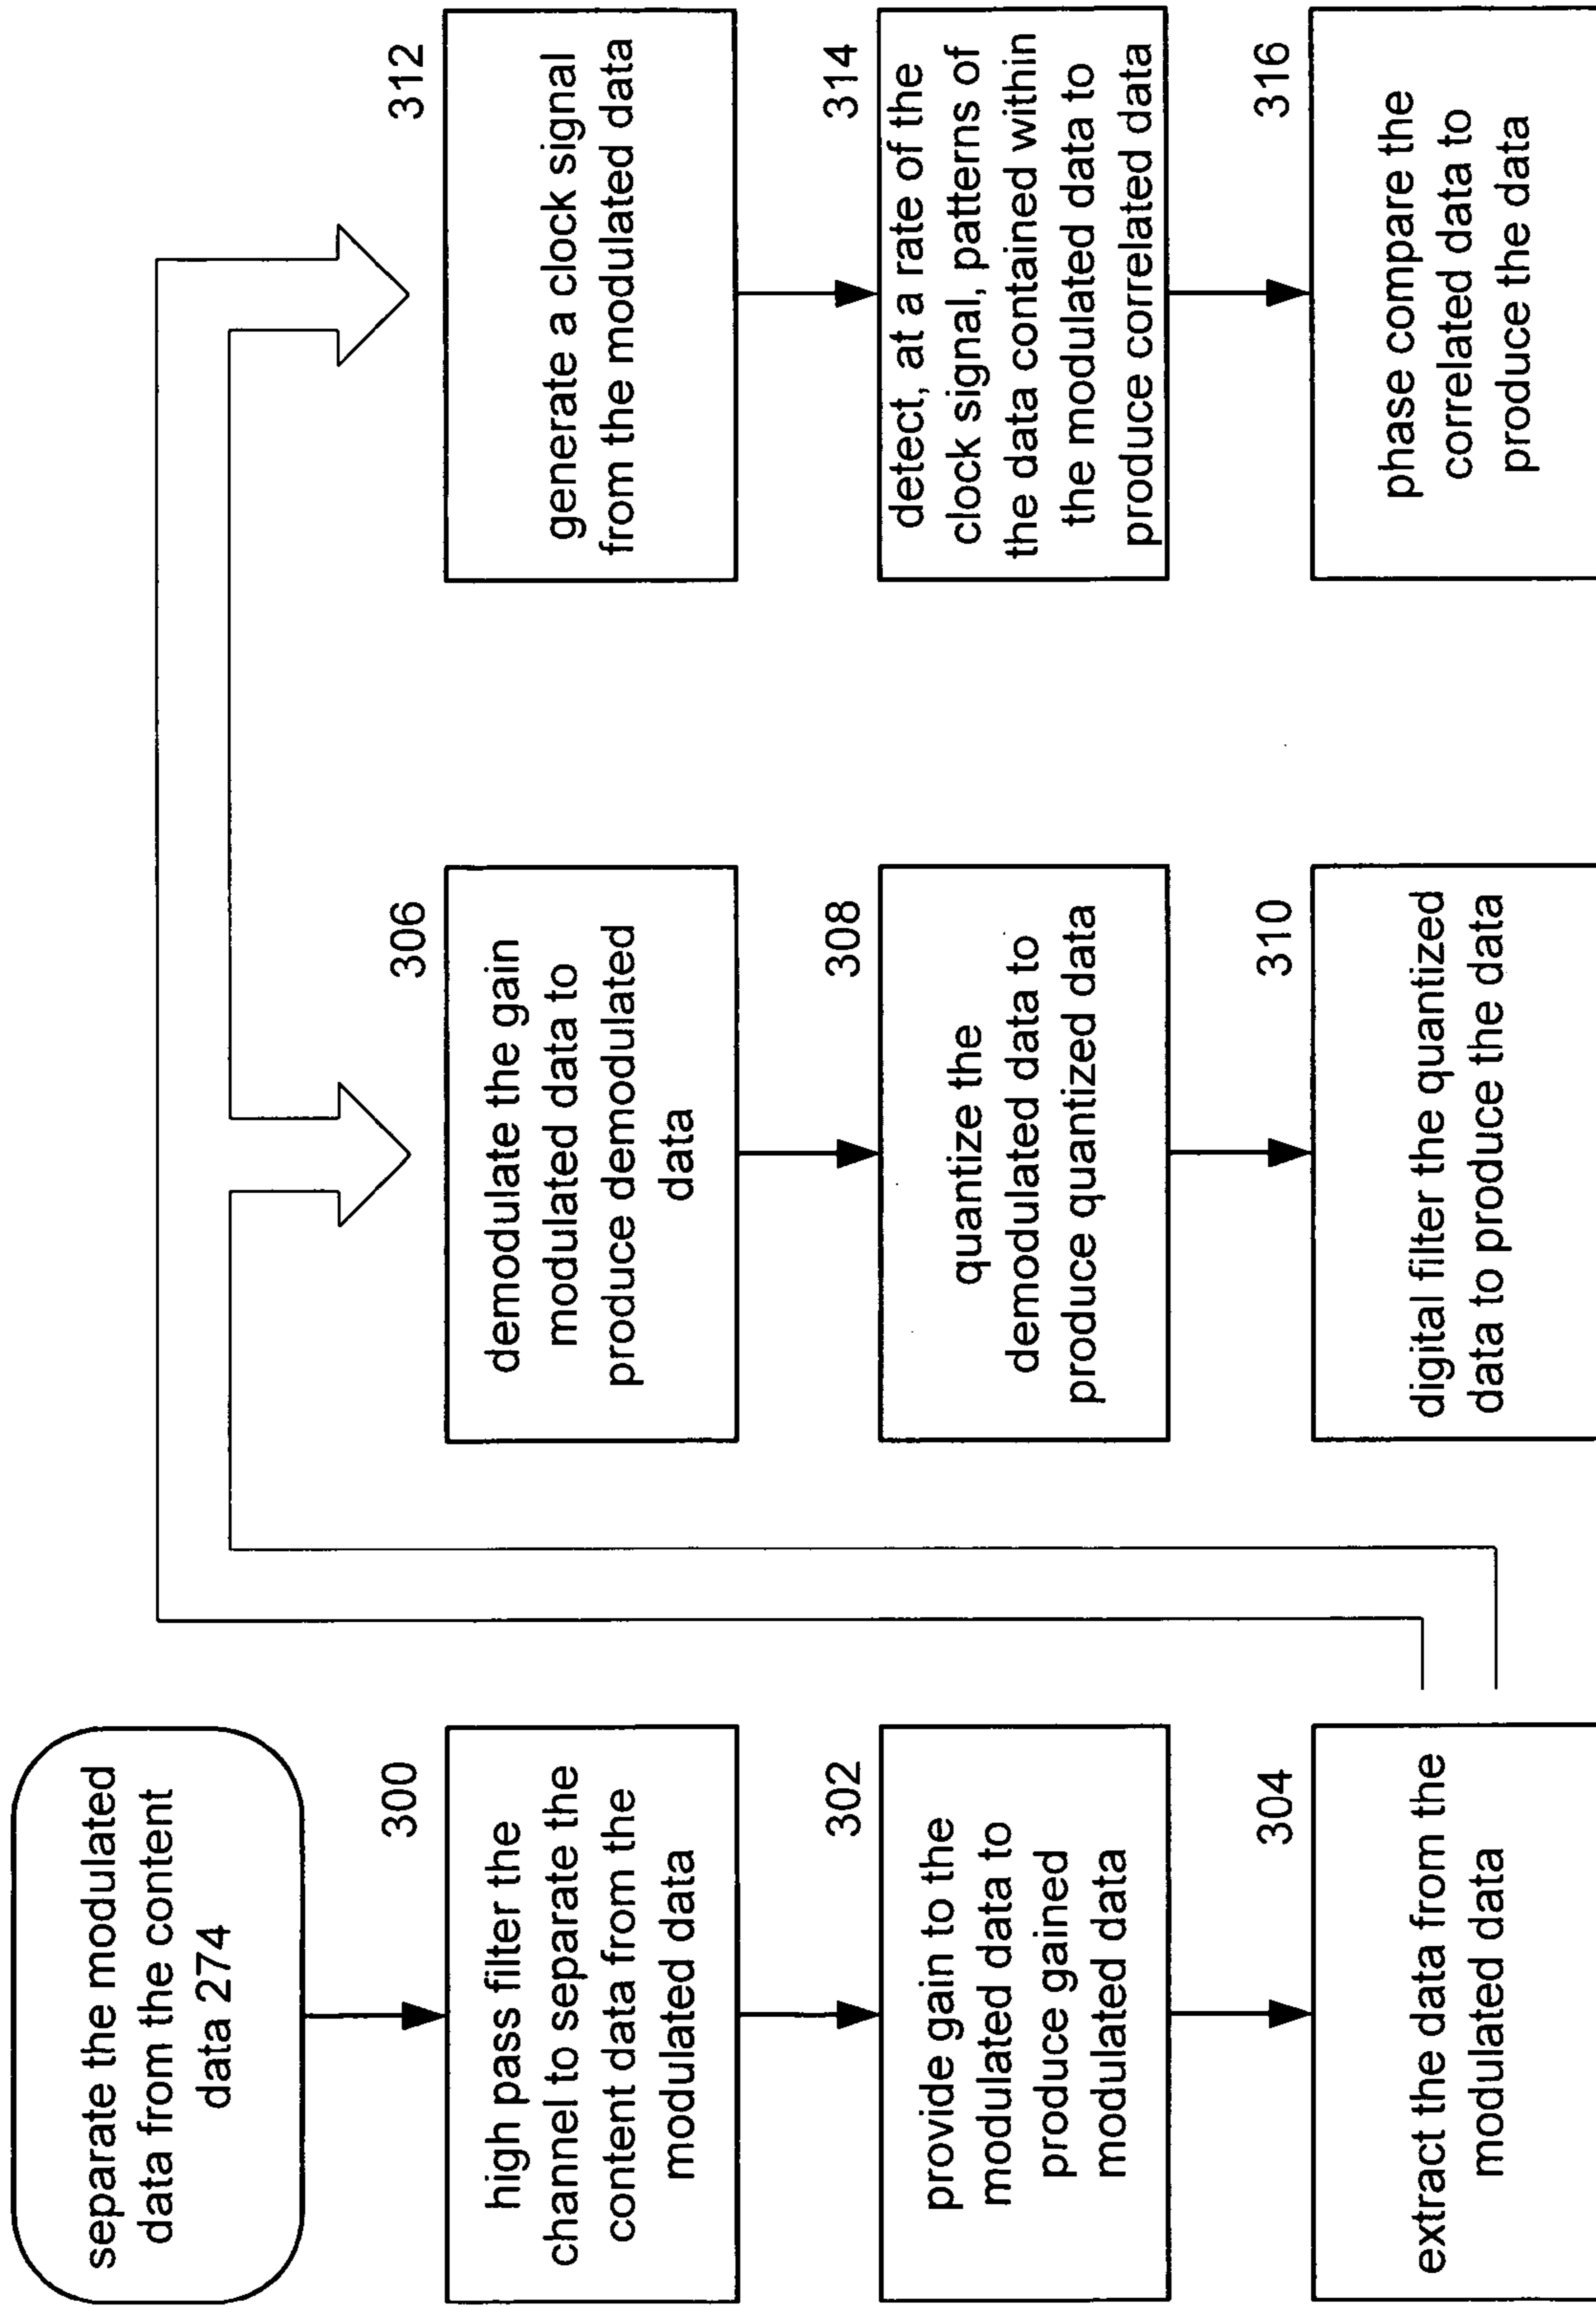 separate the modulated
data from the content
data 274
300
high pass filter the
channel to separate the
content data from the
modulated data
302
provide gain to the
modulated data to
produce gained
modulated data
304
extract the data from the
modulated data
306
demodulate the gain
modulated data to
produce demodulated
data
308
quantize the
demodulated data to
produce quantized data
310
digital filter the quantized
data to produce the data
312
generate a clock signal
from the modulated data
314
detect, at a rate of the
clock signal, patterns of
the data contained within
the modulated data to
produce correlated data
316
phase compare the
correlated data to
produce the data